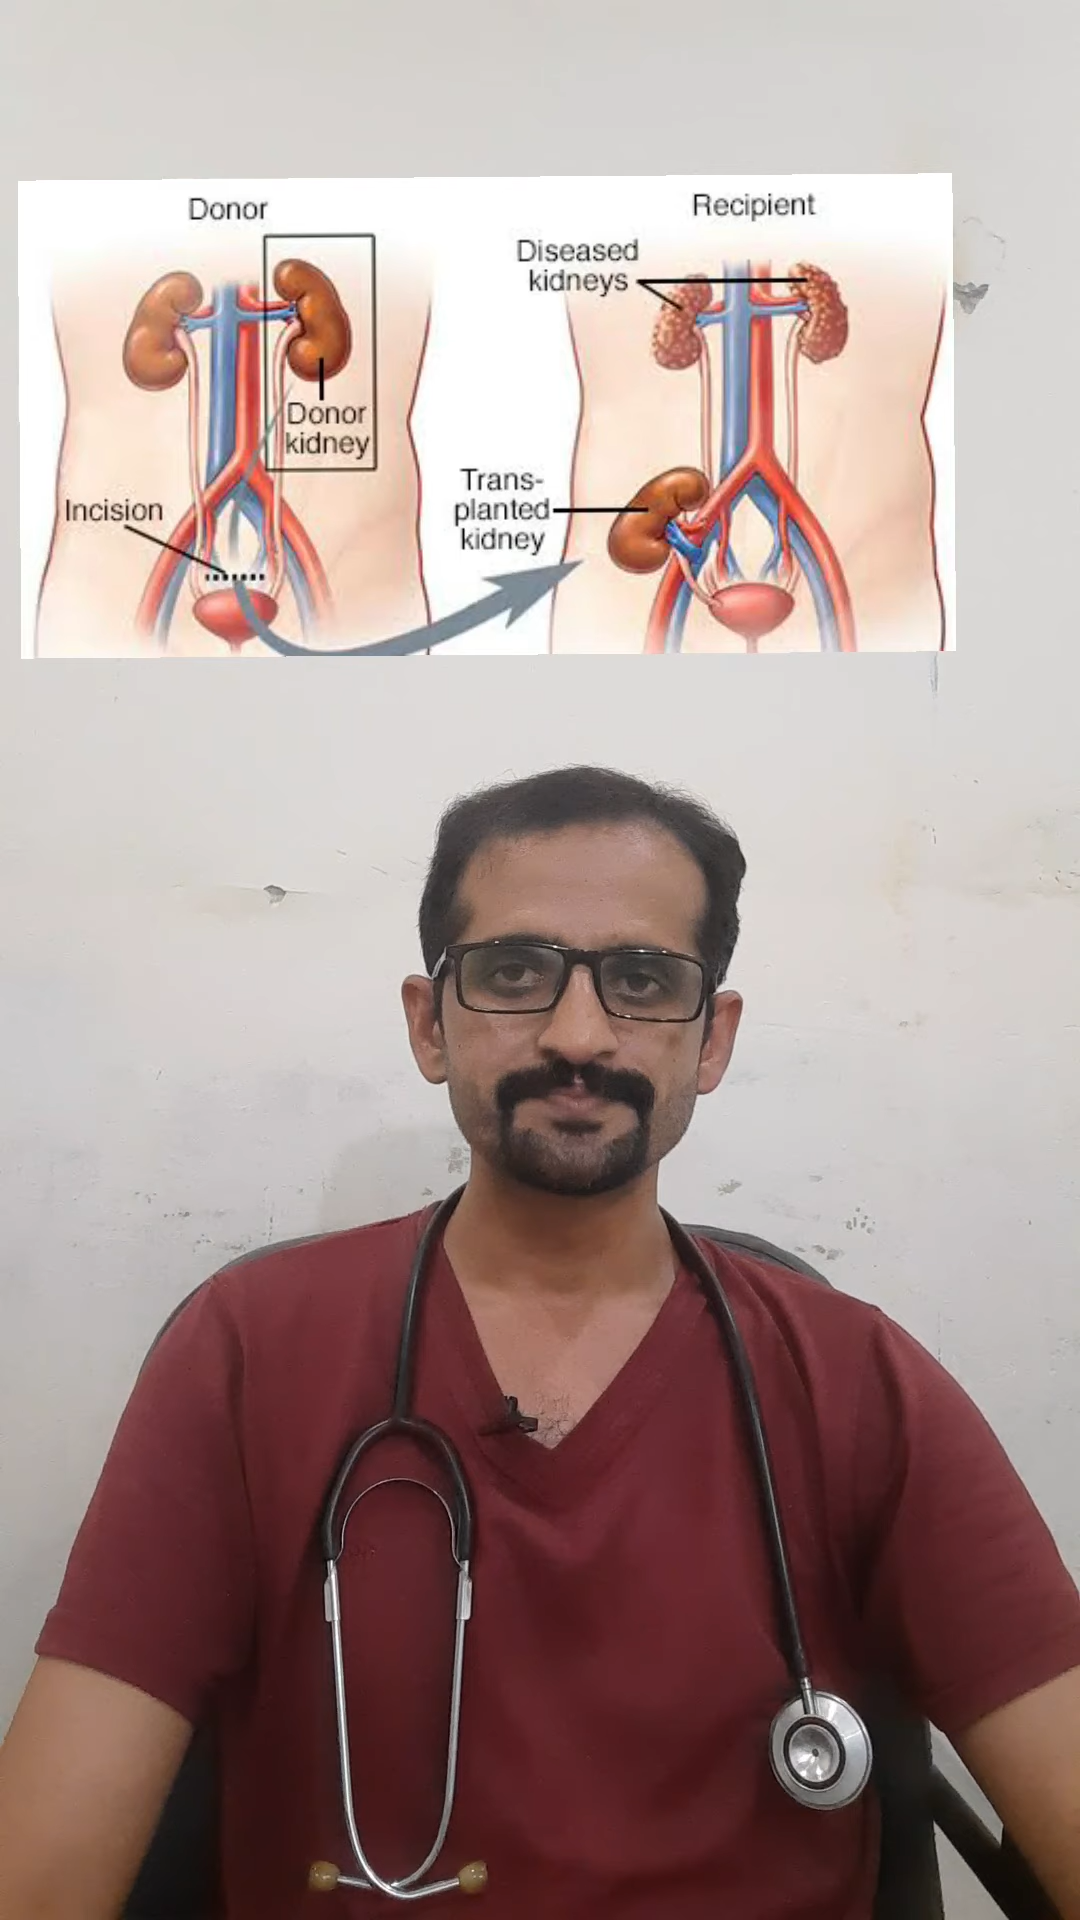 Donor
Donor
kidney
Incision
Recipient
Diseased
kidneys
Trans-
planted
kidney